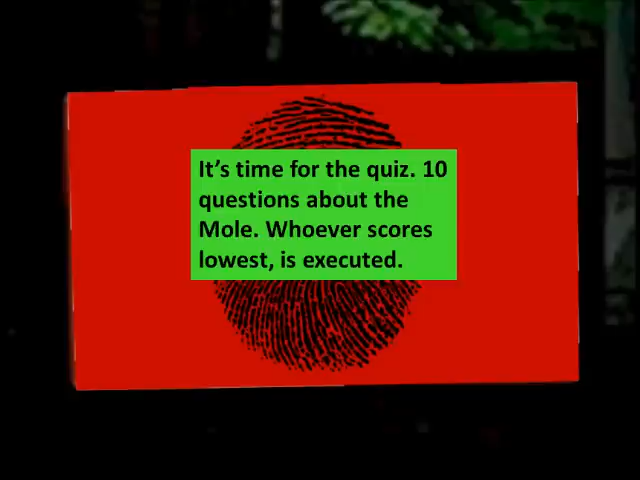 It’s time for the quiz. 10
questions about the
Mole. Whoever scores
lowest, is executed.